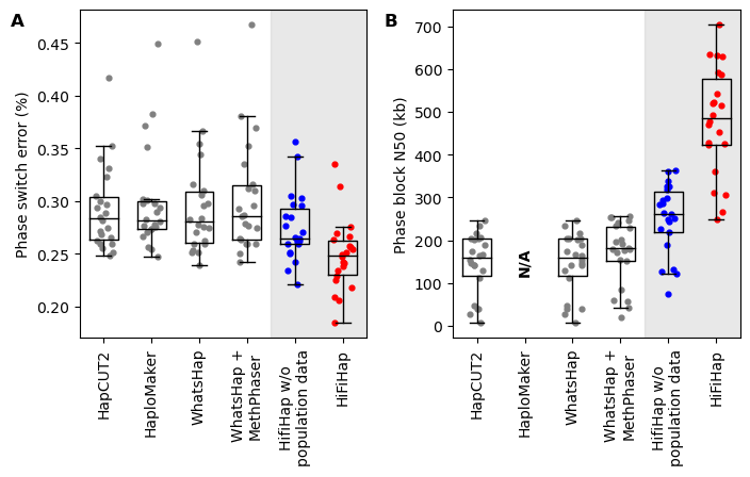 A
Phase switch error (%)
0.45
0.40
0.35
0.30
0.25
0.20
HapCUT2
HaploMaker
WhatsHap
WhatsHap +
MethPhaser
HifiHap w/o
population data
HiFiHap
B
Phase block N50 (kb)
700
600
500
400
300
200
100
0
N/A
HapCUT2
HaploMaker
WhatsHap
WhatsHap +
MethPhaser
HifiHap w/o
population data
HiFiHap